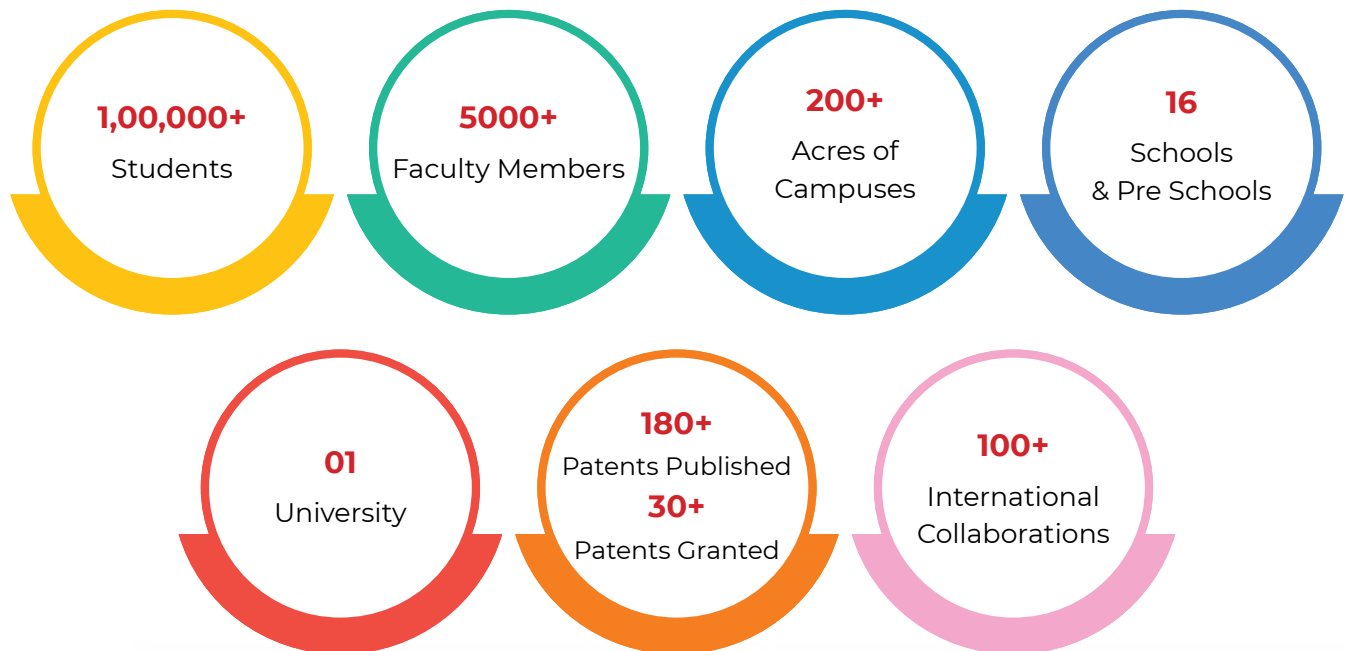 1,00,000+
Students
5000+
Faculty Members
200+
Acres of
Campuses
16
Schools
& Pre Schools
01
University
180+
Patents Published
30+
Patents Granted
100+
International
Collaborations